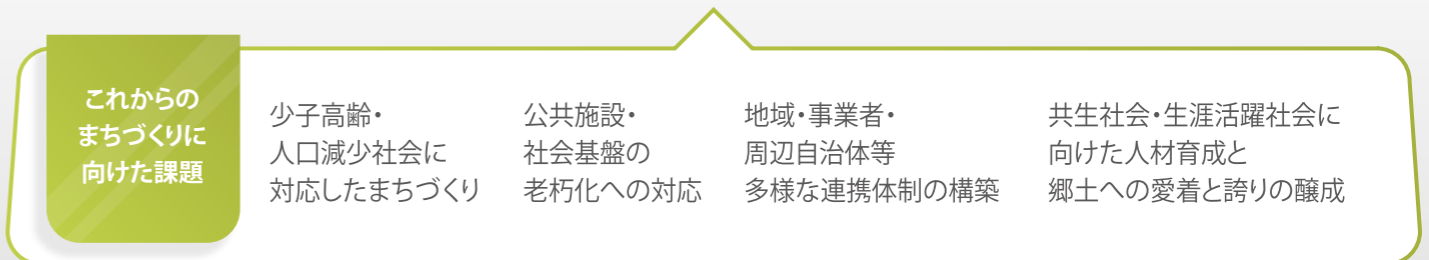 これからの
まちづくりに
向けた課題
少子高齢・
人口減少社会に
対応したまちづくり
公共施設・
社会基盤の
老朽化への対応
地域・事業者・
周辺自治体等
多様な連携体制の構築
共生社会・生涯活躍社会に
向けた人材育成と
郷土への愛着と誇りの醸成